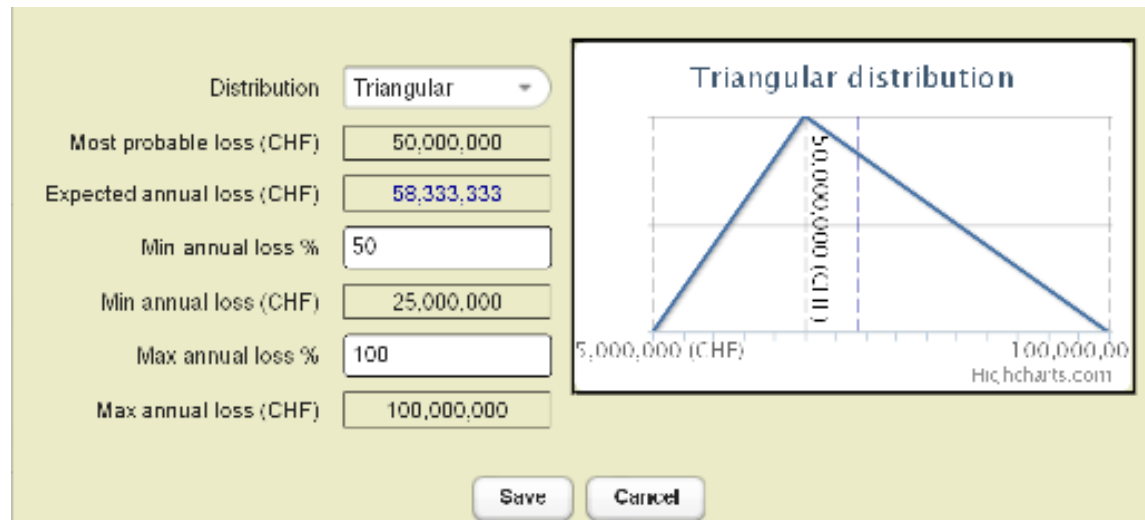 Distribution Triangular
Most probable loss (CHF) 50,000,000
Expected annual loss (CHF) 58,333,333
Min annual loss % 50
Min annual loss (CHF) 25,000,000
Max annual loss % 100
Max annual loss (CHF) 100,000,000
Triangular distribution
50,000,000 (CHF)
5,000,000 (CHF)
100,000,00
Highcharts.com
Save
Cancel